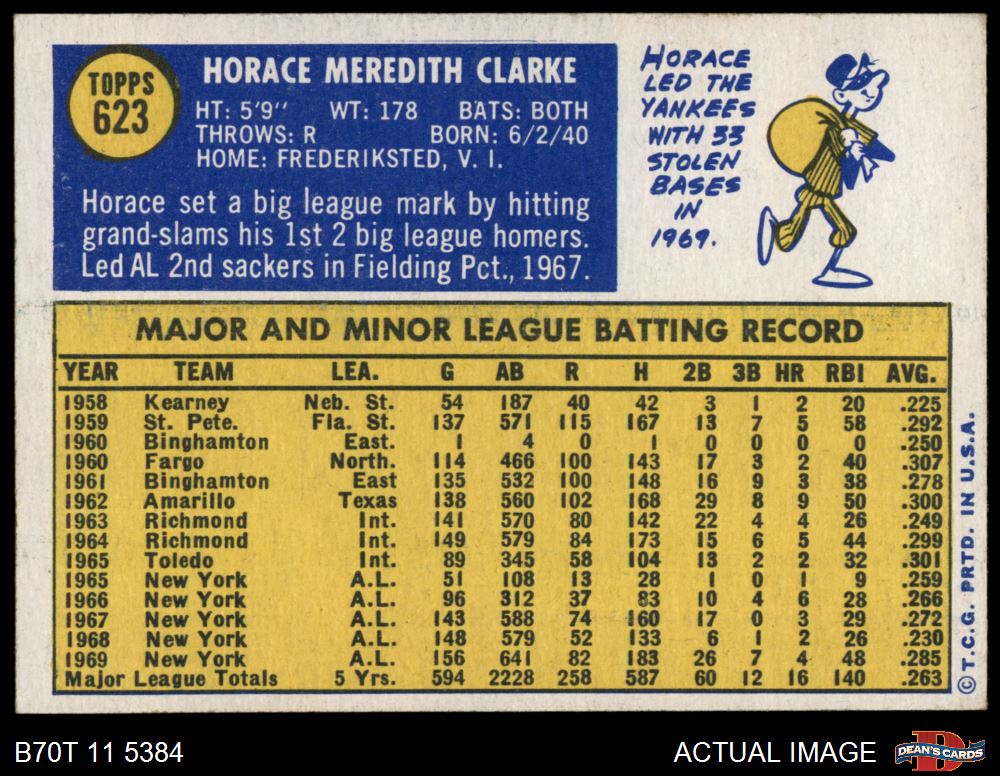 TOPPS
623
HORACE MEREDITH CLARKE
HT: 5'9" WT: 178 BATS: BOTH
THROWS: R BORN: 6/2/40
HOME: FREDERIKSTED, V. I.
Horace set a big league mark by hitting
grand-slams his 1st 2 big league homers.
Led AL 2nd sackers in Fielding Pct., 1967.
HORACE
LED THE
YANKEES
WITH 33
STOLEN
BASES
IN
1969.
MAJOR AND MINOR LEAGUE BATTING RECORD
YEAR TEAM LEA. G AB R H 2B 3B HR RBI AVG.
1958 Kearney Neb. St. 54 187 40 42 3 1 2 20 .225
1959 St. Pete. Fla. St. 137 571 115 167 13 7 5 58 .292
1960 Binghamton East. 1 4 0 1 0 0 0 0 .250
1960 Fargo North. 114 466 100 143 17 3 2 40 .307
1961 Binghamton East 135 532 100 148 16 9 3 38 .278
1962 Amarillo Texas 138 560 102 168 29 8 9 50 .300
1963 Richmond Int. 141 570 80 142 22 4 4 26 .249
1964 Richmond Int. 149 579 84 173 15 6 5 44 .299
1965 Toledo Int. 89 345 58 104 13 2 2 32 .301
1965 New York A.L. 51 108 13 28 1 0 1 9 .259
1966 New York A.L. 96 312 37 83 10 4 6 28 .266
1967 New York A.L. 143 588 74 160 17 0 3 29 .272
1968 New York A.L. 148 579 52 133 6 1 2 26 .230
1969 New York A.L. 156 641 82 183 26 7 4 48 .285
Major League Totals 5 Yrs. 594 2228 258 587 60 12 16 140 .263
© T.C.G. PRTD. IN U.S.A.
B70T 11 5384
ACTUAL IMAGE
DEAN'S CARDS